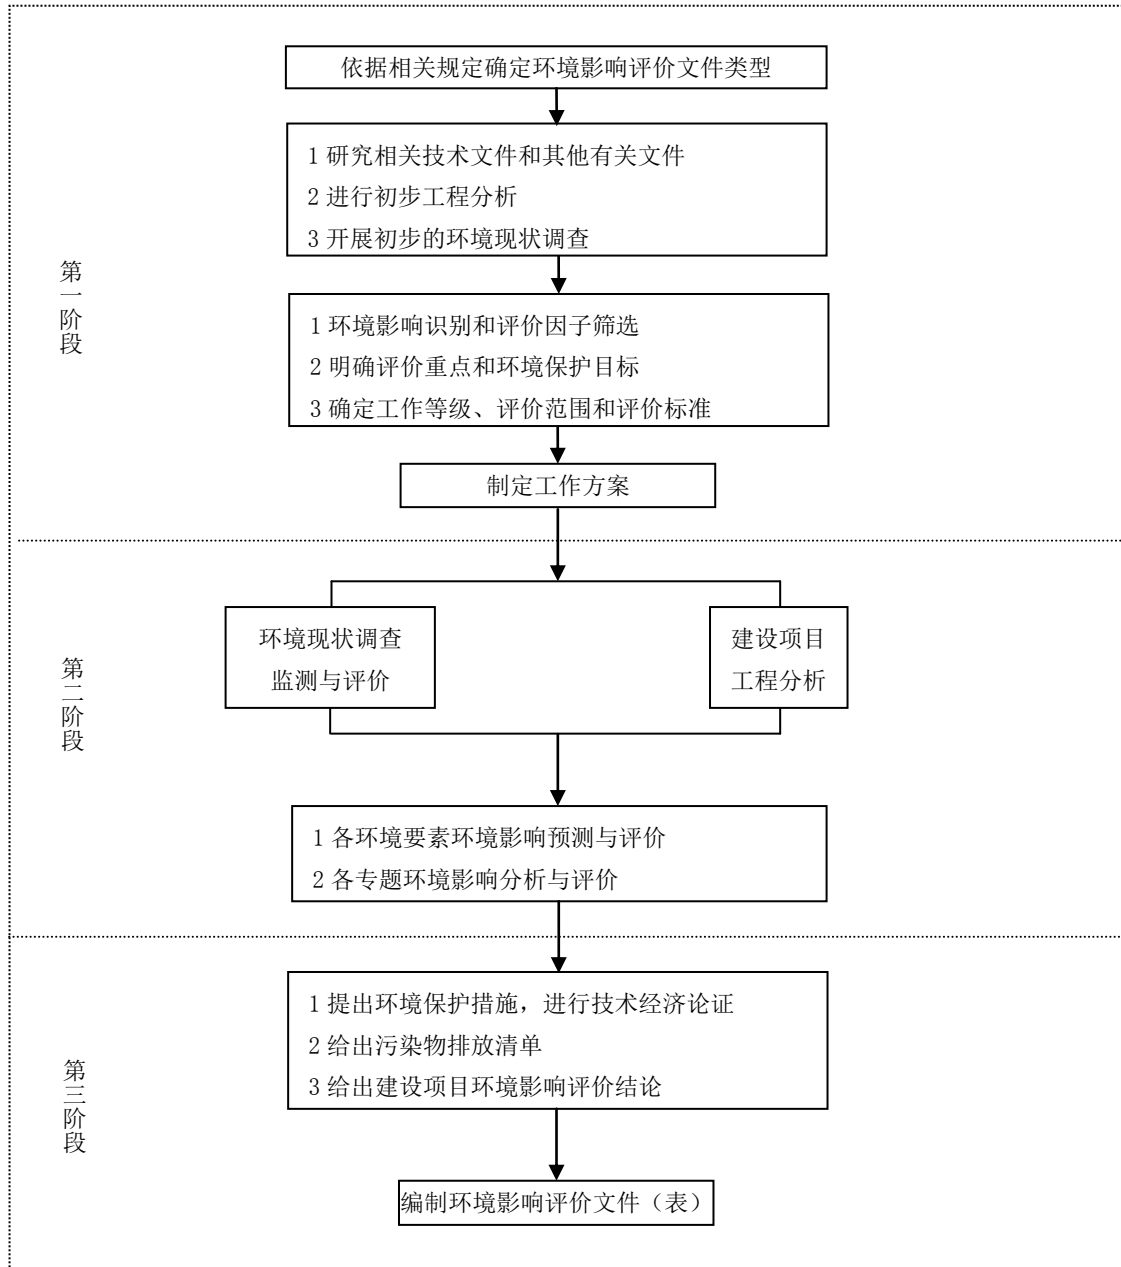 依据相关规定确定环境影响评价文件类型
1 研究相关技术文件和其他有关文件
2 进行初步工程分析
3 开展初步的环境现状调查
第一阶段
1 环境影响识别和评价因子筛选
2 明确评价重点和环境保护目标
3 确定工作等级、评价范围和评价标准
制定工作方案
第二阶段
环境现状调查
监测与评价
建设项目
工程分析
1 各环境要素环境影响预测与评价
2 各专题环境影响分析与评价
第三阶段
1 提出环境保护措施，进行技术经济论证
2 给出污染物排放清单
3 给出建设项目环境影响评价结论
编制环境影响评价文件（表）